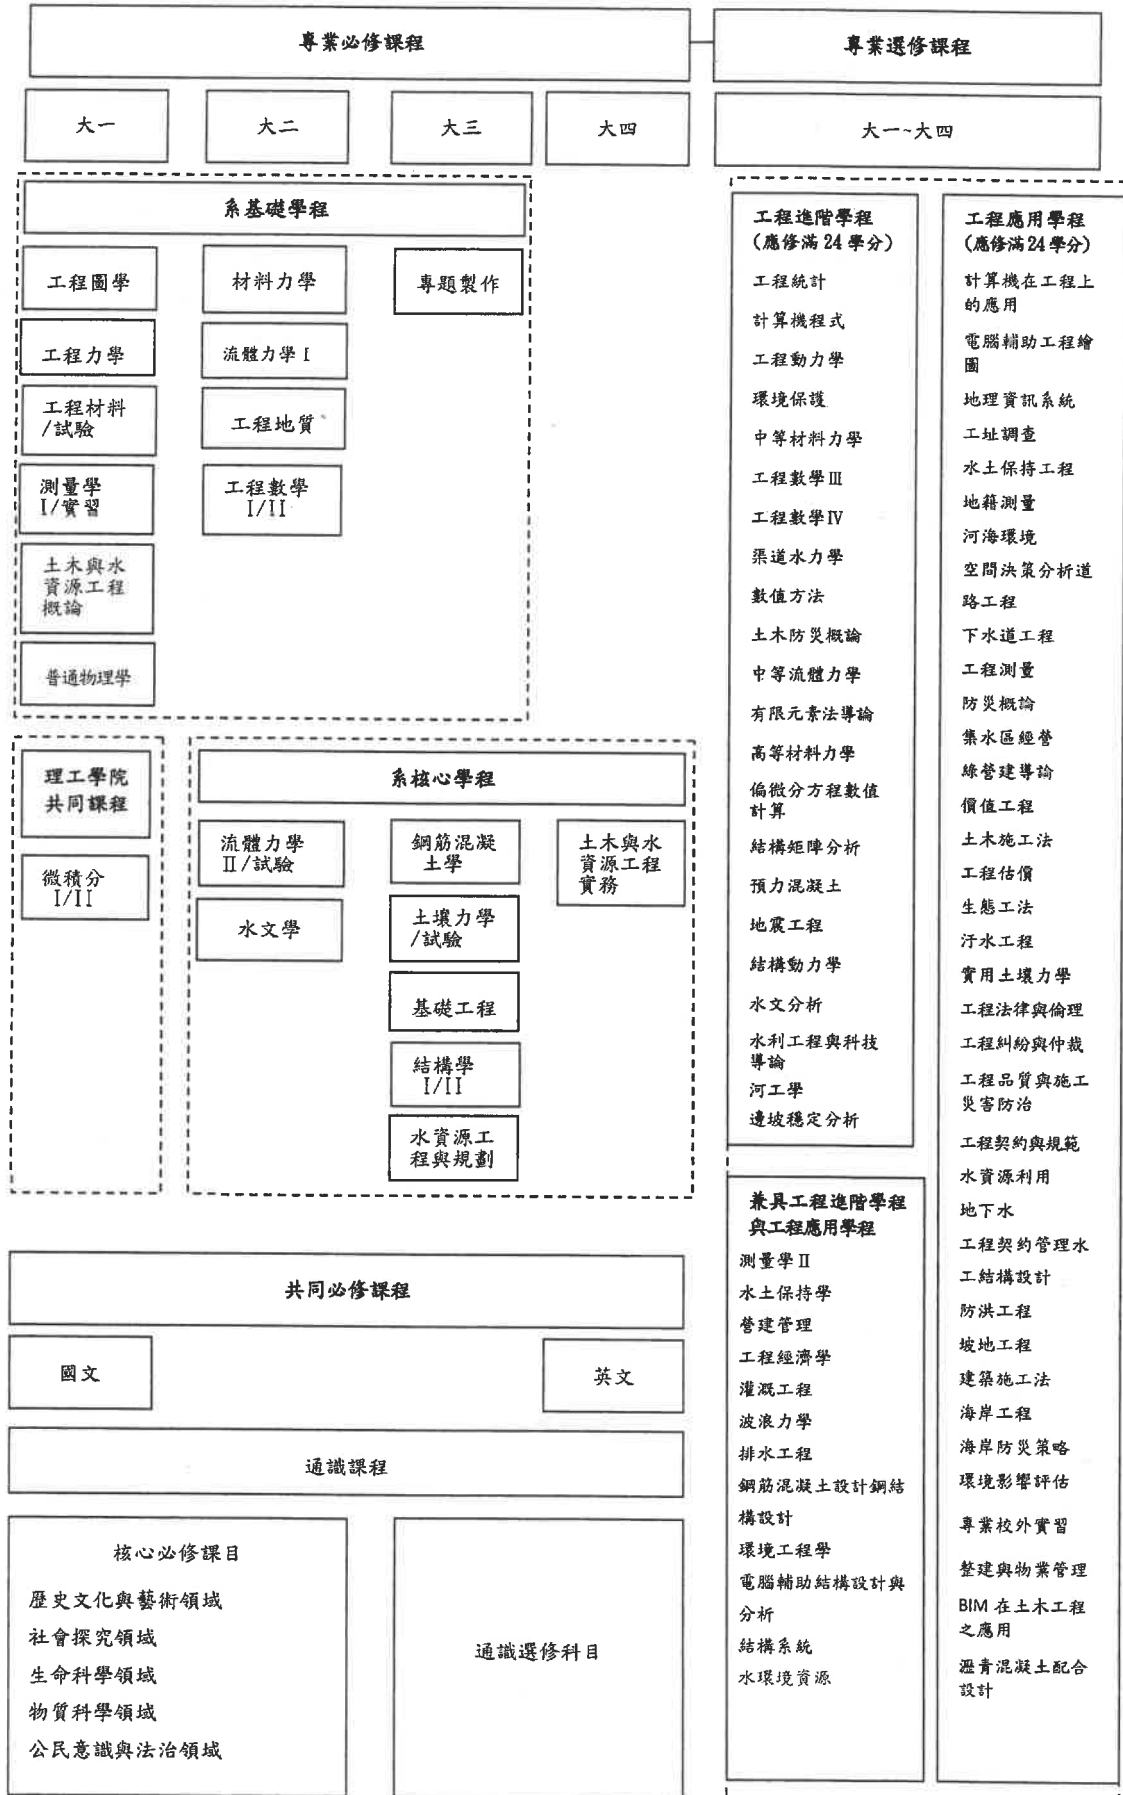 專業必修課程
專業選修課程
大一
大二
大三
大四
大一~大四
系基礎學程
工程圖學
工程力學
工程材料
/試驗
測量學
I/實習
土木與水
資源工程
概論
普通物理學
材料力學
流體力學 I
工程地質
工程數學
I/II
專題製作
理工學院
共同課程
微積分
I/II
系核心學程
流體力學
II/試驗
水文學
鋼筋混凝
土學
土壤力學
/試驗
基礎工程
結構學
I/II
水資源工
程與規劃
土木與水
資源工程
實務
共同必修課程
國文
英文
通識課程
核心必修課目
歷史文化與藝術領域
社會探究領域
生命科學領域
物質科學領域
公民意識與法治領域
通識選修科目
工程進階學程
(應修滿 24 學分)
工程統計
計算機程式
工程動力學
環境保護
中等材料力學
工程數學III
工程數學IV
渠道水力學
數值方法
土木防災概論
中等流體力學
有限元素法導論
高等材料力學
偏微分方程數值
計算
結構矩陣分析
預力混凝土
地震工程
結構動力學
水文分析
水利工程與科技
導論
河工學
邊坡穩定分析
兼具工程進階學程
與工程應用學程
測量學 II
水土保持學
營建管理
工程經濟學
灌溉工程
波浪力學
排水工程
鋼筋混凝土設計鋼結
構設計
環境工程學
電腦輔助結構設計與
分析
結構系統
水環境資源
工程應用學程
(應修滿 24 學分)
計算機在工程上
的應用
電腦輔助工程繪
圖
地理資訊系統
工址調查
水土保持工程
地籍測量
河海環境
空間決策分析道
路工程
下水道工程
工程測量
防災概論
集水區經營
綠營建導論
價值工程
土木施工法
工程估價
生態工法
汙水工程
實用土壤力學
工程法律與倫理
工程糾紛與仲裁
工程品質與施工
災害防治
工程契約與規範
水資源利用
地下水
工程契約管理水
工結構設計
防洪工程
坡地工程
建築施工法
海岸工程
海岸防災策略
環境影響評估
專業校外實習
整建與物業管理
BIM 在土木工程
之應用
瀝青混凝土配合
設計